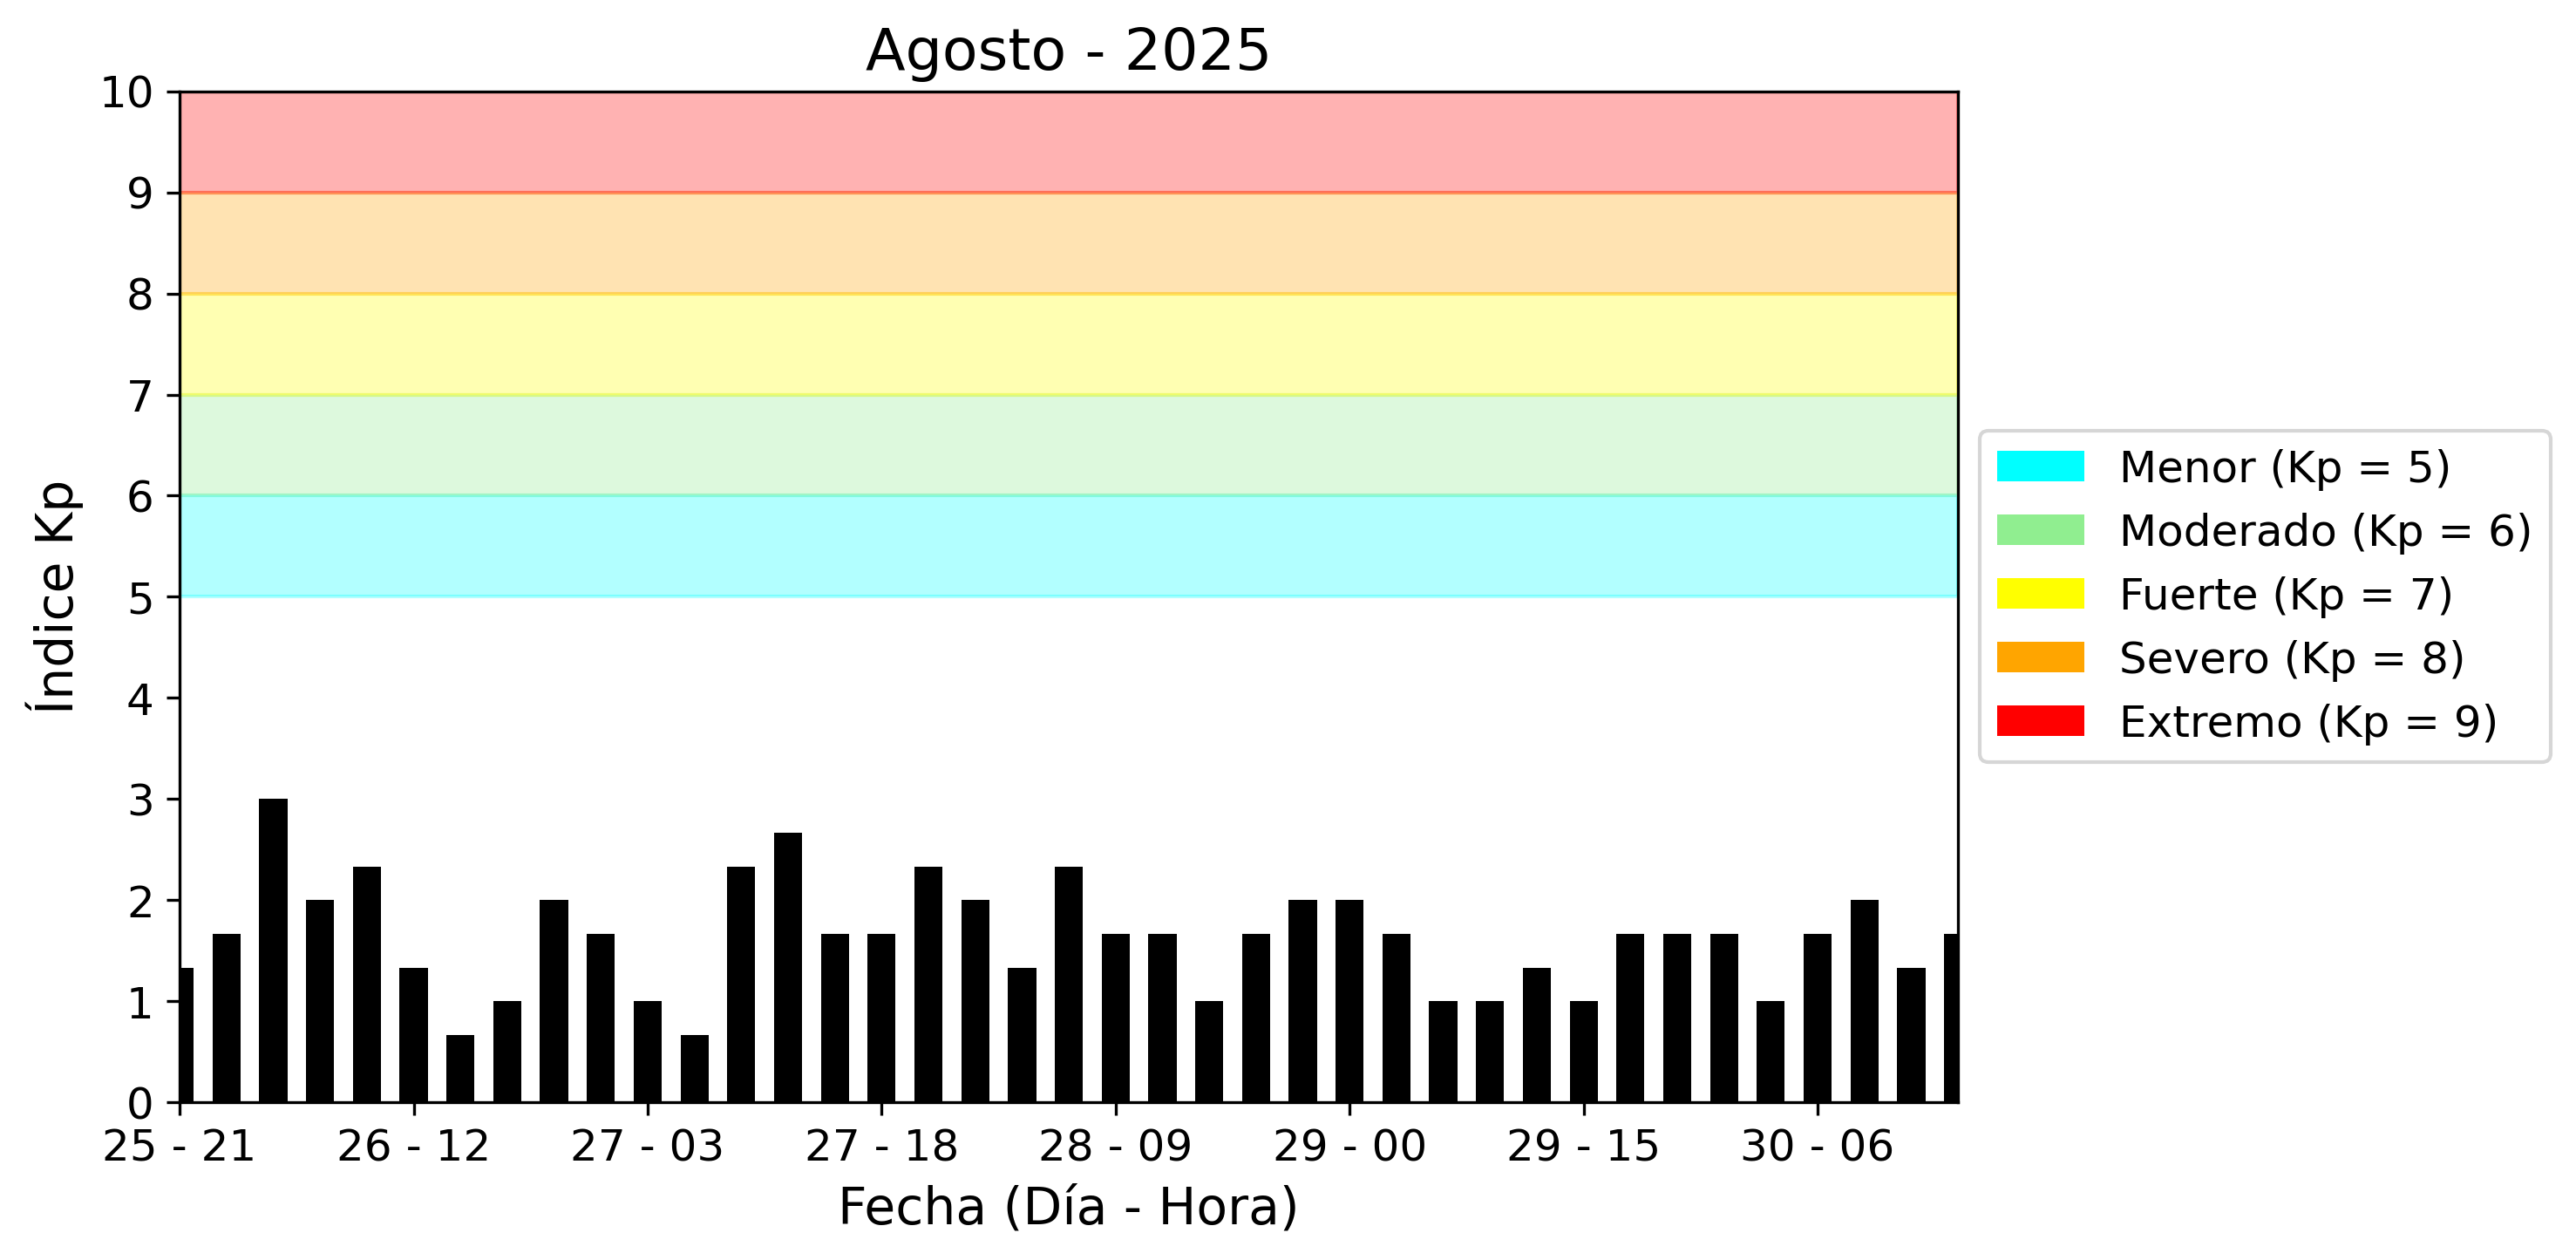 Agosto - 2025
10
9
8
7
6
5
4
3
2
1
0
Índice Kp
25 - 21
26 - 12
27 - 03
27 - 18
28 - 09
29 - 00
29 - 15
30 - 06
Fecha (Día - Hora)
Menor (Kp = 5)
Moderado (Kp = 6)
Fuerte (Kp = 7)
Severo (Kp = 8)
Extremo (Kp = 9)